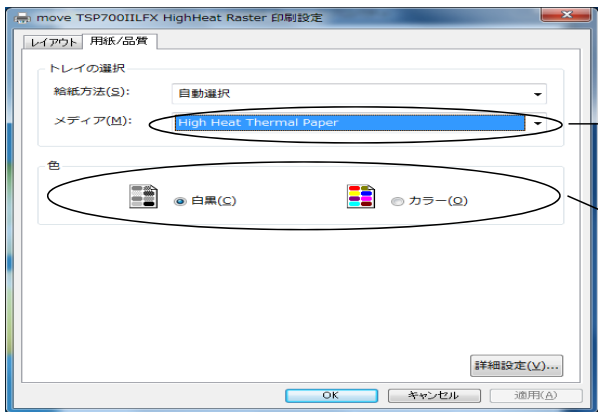 move TSP700IILFX HighHeat Raster 印刷設定
レイアウト 用紙/品質
トレイの選択
給紙方法(S): 自動選択
メディア(M): High Heat Thermal Paper
色
白黒(C) カラー(O)
詳細設定(V)...
OK キャンセル 適用(A)